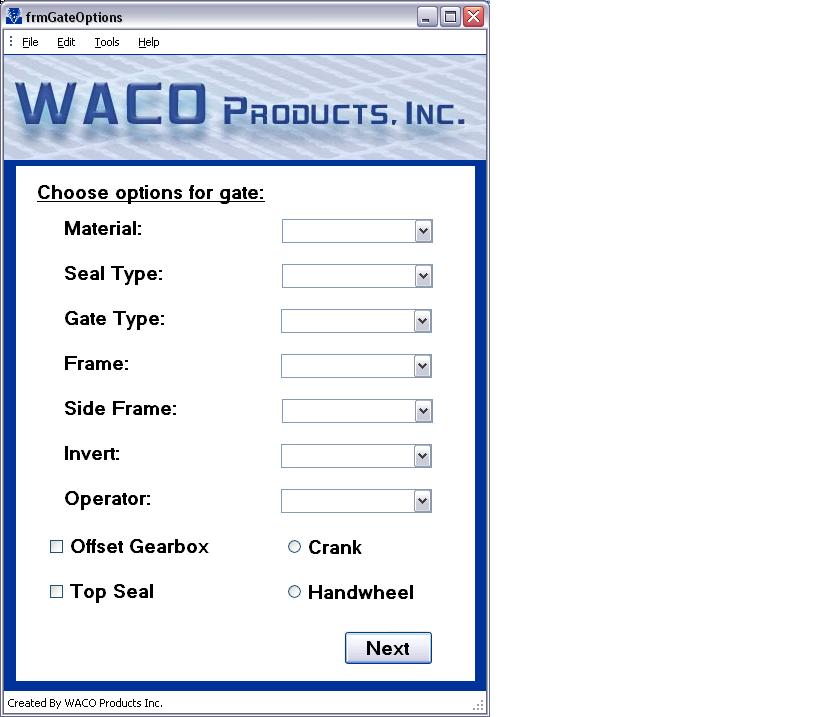 frmGateOptions
File Edit Tools Help
WACO PRODUCTS, INC.
Choose options for gate:
Material:
Seal Type:
Gate Type:
Frame:
Side Frame:
Invert:
Operator:
Offset Gearbox Crank
Top Seal Handwheel
Next
Created By WACO Products Inc.